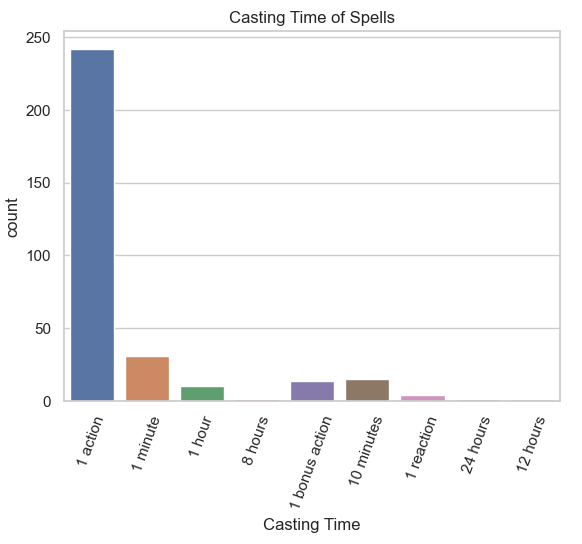 Casting Time of Spells
250
200
150
100
50
0
count
1 action
1 minute
1 hour
8 hours
1 bonus action
10 minutes
1 reaction
24 hours
12 hours
Casting Time